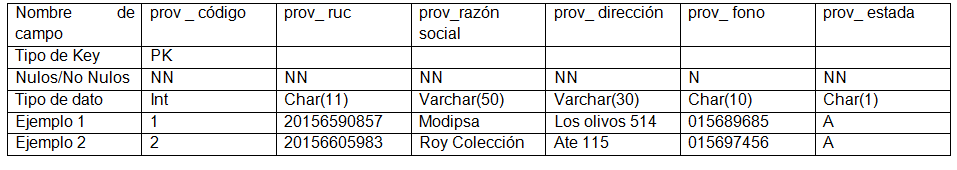 Nombre de campo prov _ código prov_ ruc prov_razón social prov_ dirección prov_ fono prov_ estada
Tipo de Key PK
Nulos/No Nulos NN NN NN NN N NN
Tipo de dato Int Char(11) Varchar(50) Varchar(30) Char(10) Char(1)
Ejemplo 1 1 20156590857 Modipsa Los olivos 514 015689685 A
Ejemplo 2 2 20156605983 Roy Colección Ate 115 015697456 A